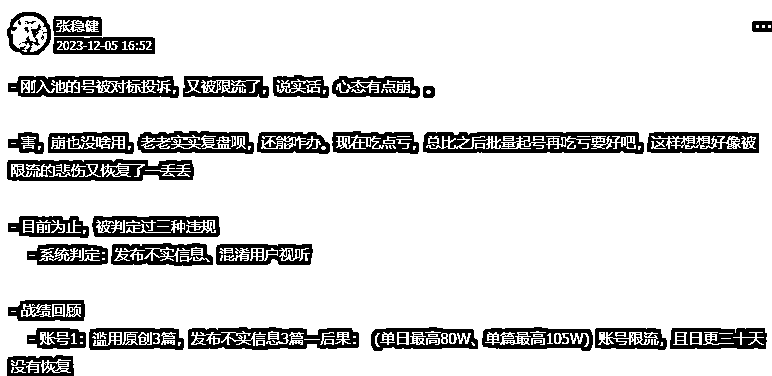 张稳健
2023-12-05 16:52
- 刚入池的号被对标投诉，又被限流了，说实话，心态有点崩。。
- 害，崩也没啥用，老老实实复盘呗，还能咋办。现在吃点亏，总比之后批量起号再吃亏要好吧，这样想想好像被
限流的悲伤又恢复了一丢丢
- 目前为止，被判定过三种违规
- 系统判定：发布不实信息、混淆用户视听
- 战绩回顾
- 账号1：滥用原创3篇，发布不实信息3篇—后果：（单日最高80W、单篇最高105W）账号限流，且日更三十天
没有恢复